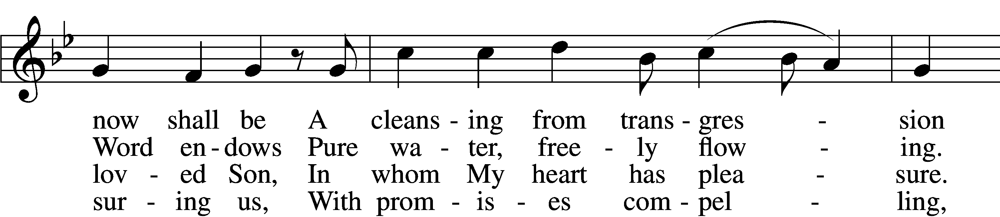 now shall be A cleans - ing from trans - gres - sion
Word en - dows Pure wa - ter, free - ly flow - ing.
lov - ed Son, In whom My heart has plea - sure.
sur - ing us, With prom - is - es com - pel - ling,